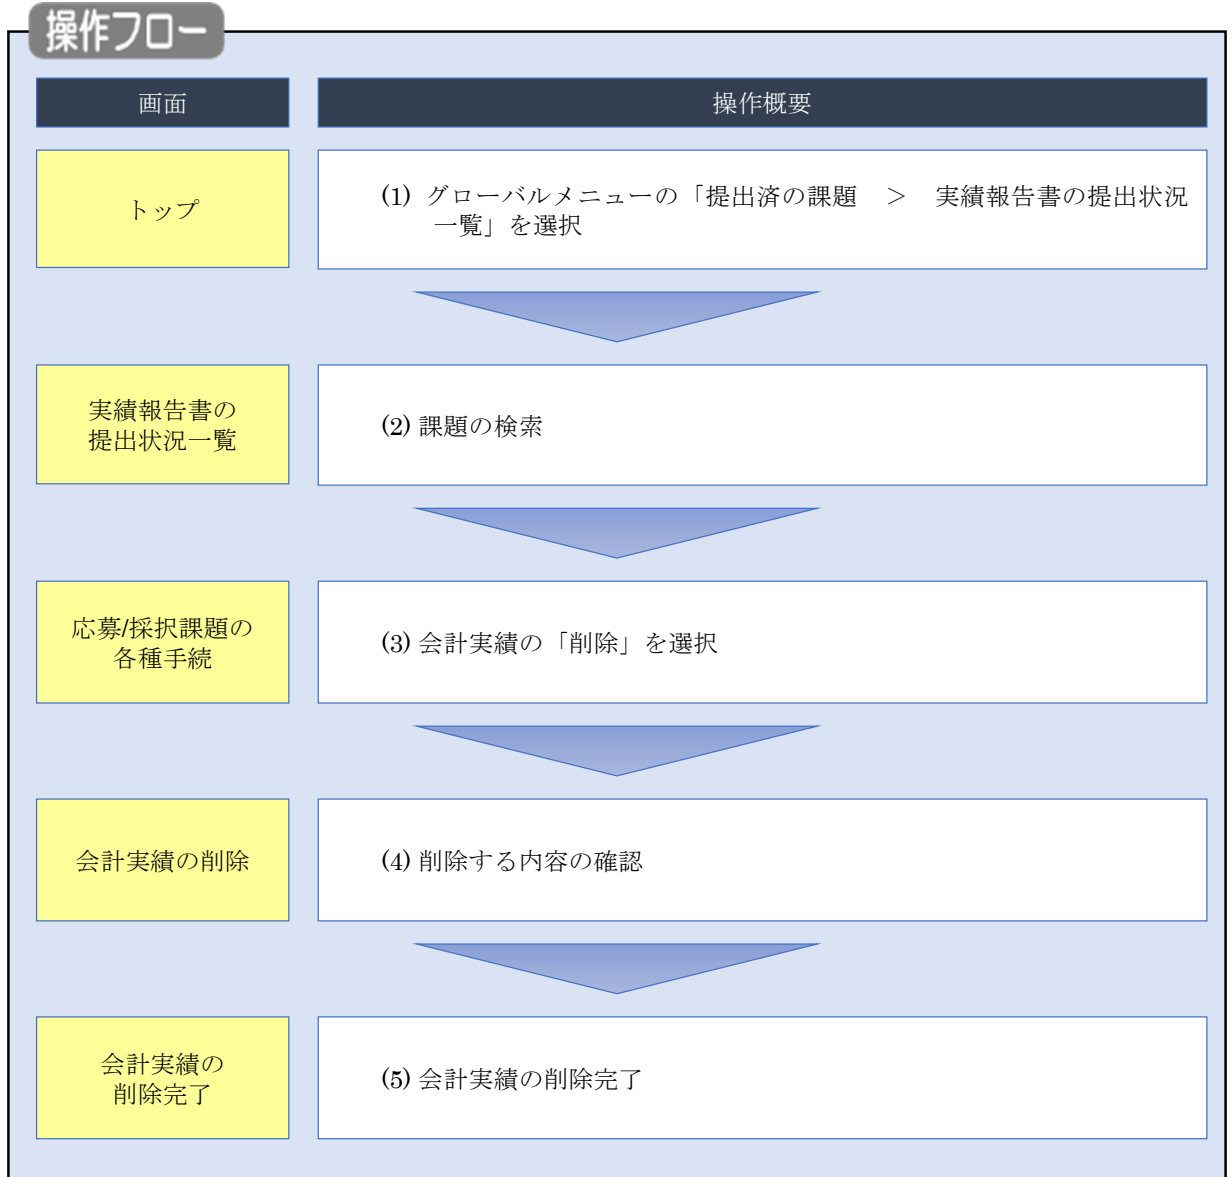 操作フロー
画面
操作概要
トップ
(1) グローバルメニューの「提出済の課題　＞　実績報告書の提出状況
一覧」を選択
実績報告書の
提出状況一覧
(2) 課題の検索
応募/採択課題の
各種手続
(3) 会計実績の「削除」を選択
会計実績の削除
(4) 削除する内容の確認
会計実績の
削除完了
(5) 会計実績の削除完了